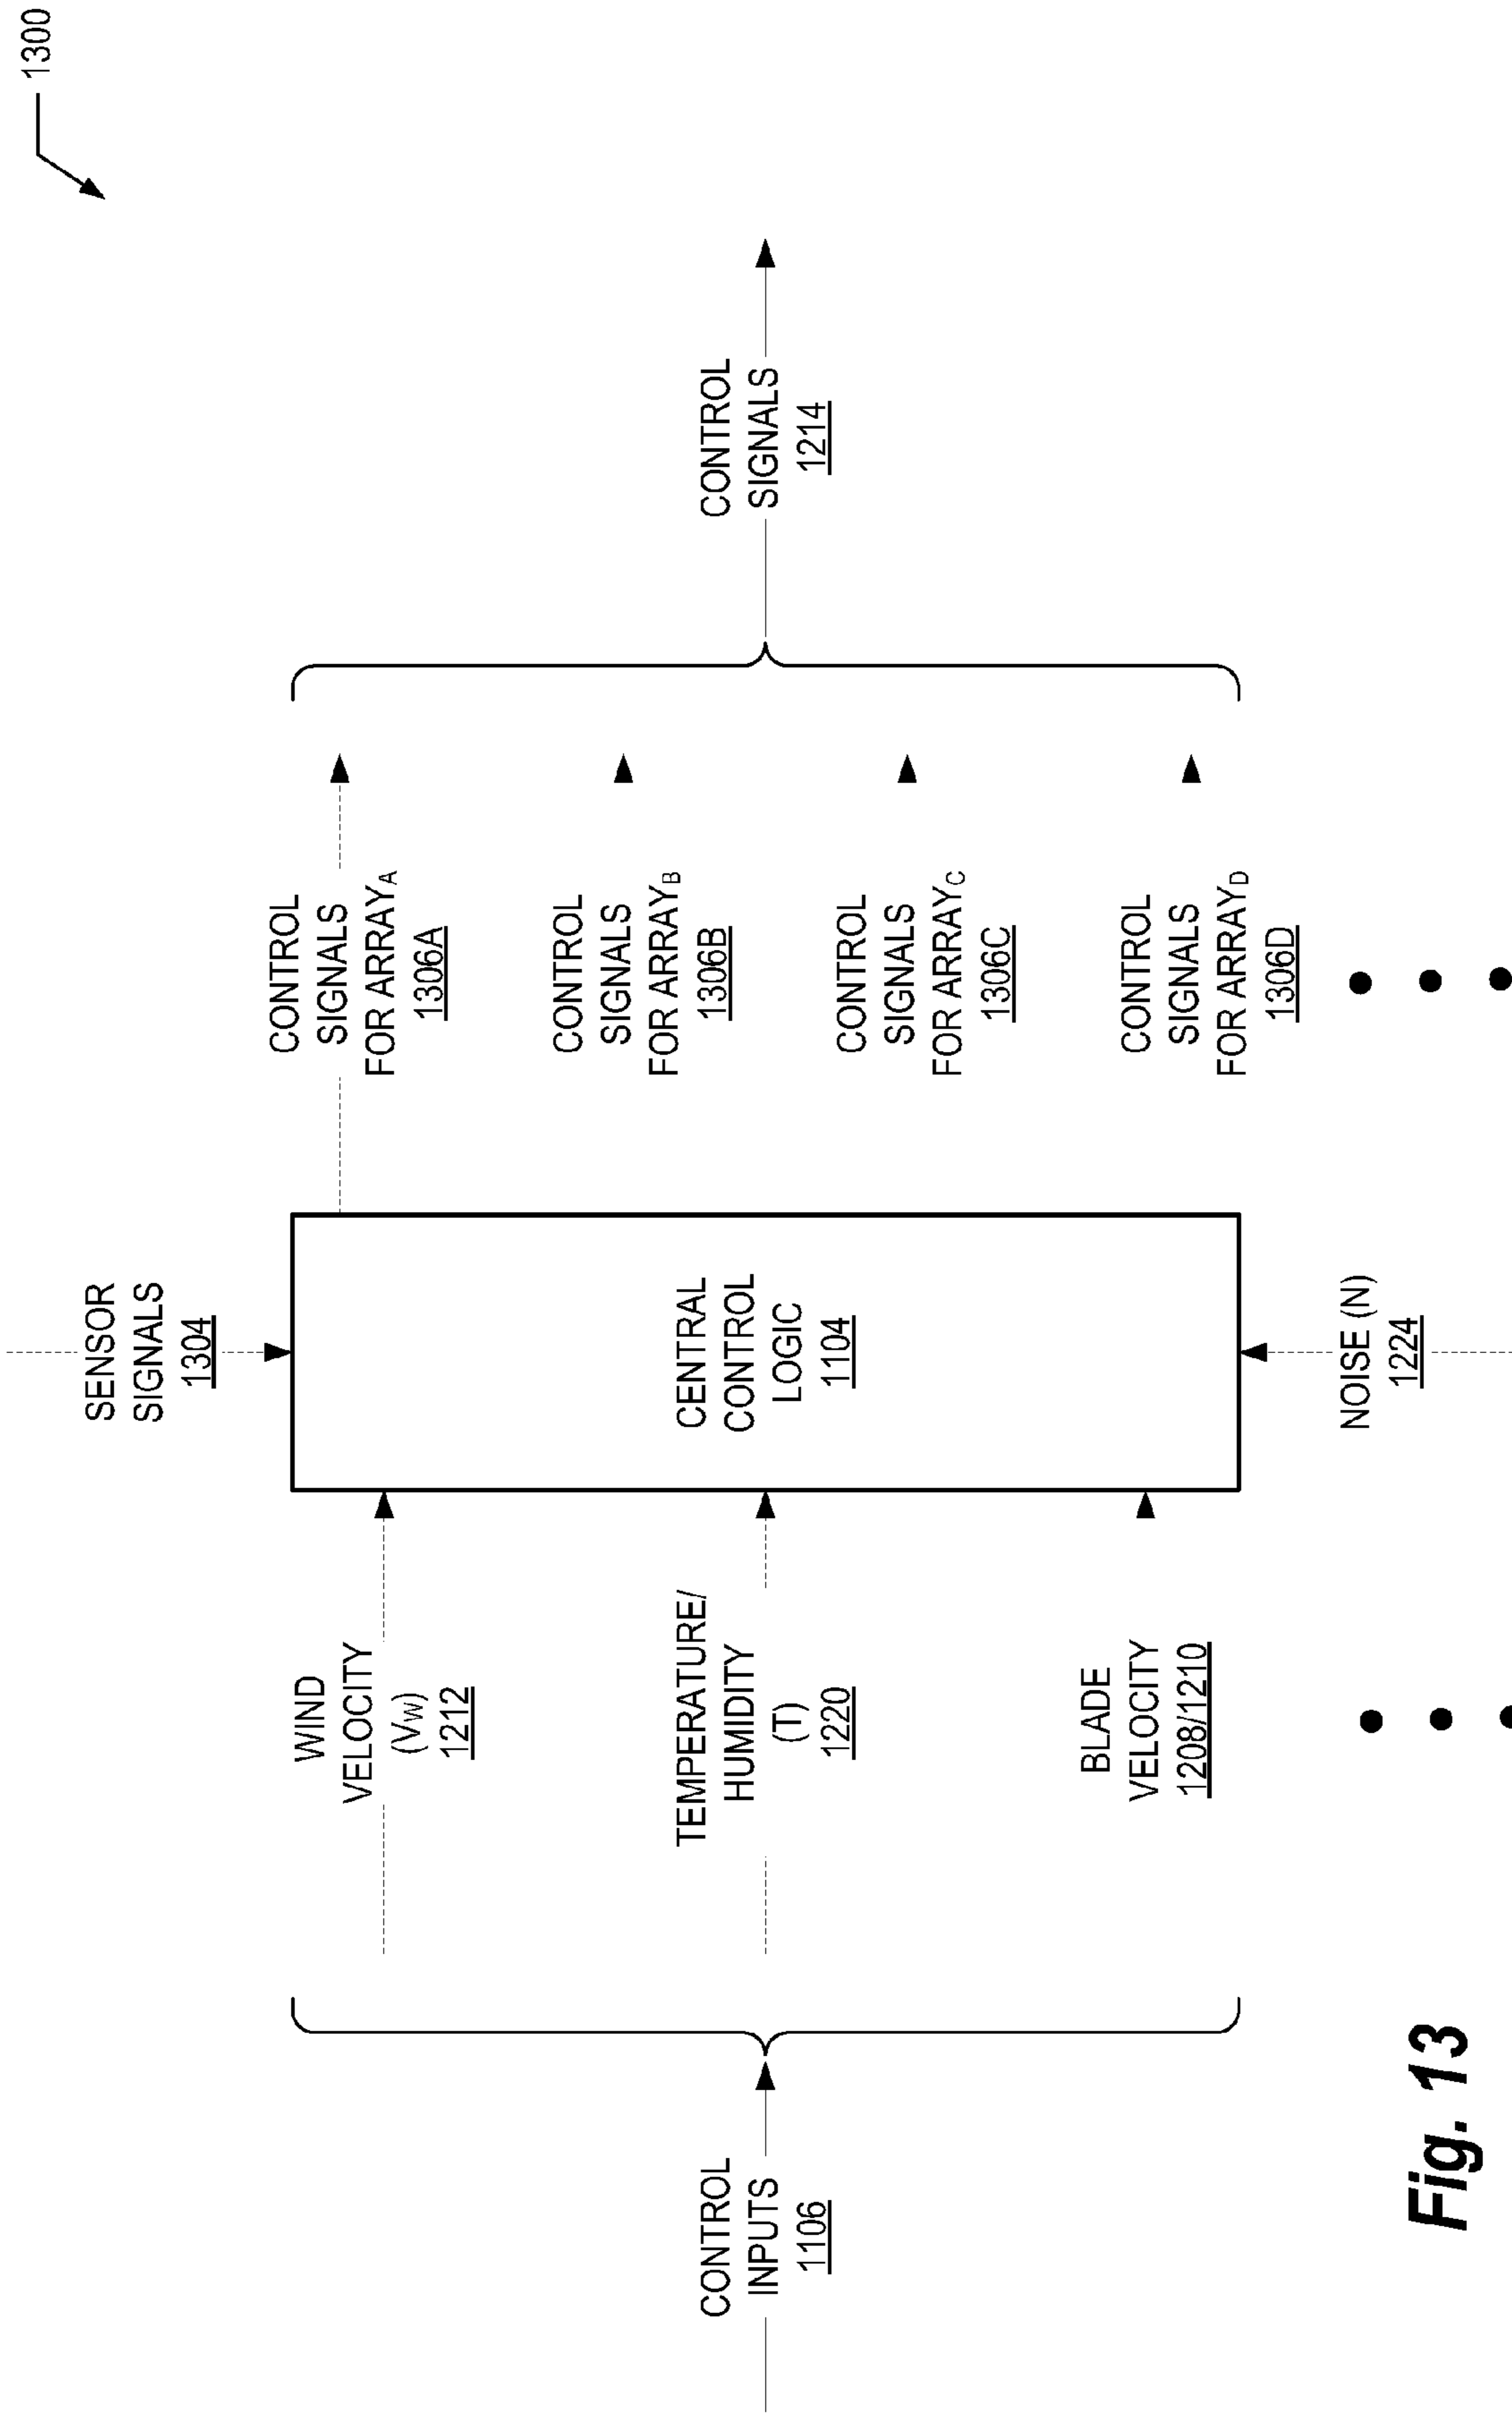 1300
SENSOR
SIGNALS
1304
CONTROL
INPUTS
1106
WIND
VELOCITY
(VW)
1212
TEMPERATURE/
HUMIDITY
(T)
1220
BLADE
VELOCITY
1208/1210
CENTRAL
CONTROL
LOGIC
1104
CONTROL
SIGNALS
FOR ARRAYA
1306A
CONTROL
SIGNALS
FOR ARRAYB
1306B
CONTROL
SIGNALS
FOR ARRAYC
1306C
CONTROL
SIGNALS
FOR ARRAYD
1306D
CONTROL
SIGNALS
1214
NOISE (N)
1224
Fig. 13